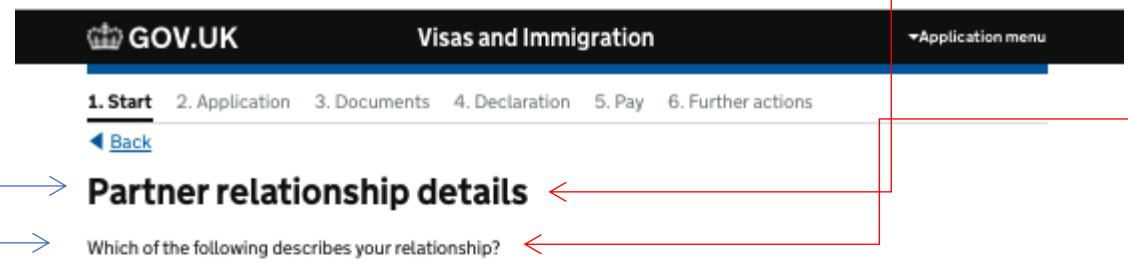 GOV.UK Visas and Immigration ▾Application menu
1. Start 2. Application 3. Documents 4. Declaration 5. Pay 6. Further actions
◀ Back
Partner relationship details
Which of the following describes your relationship?